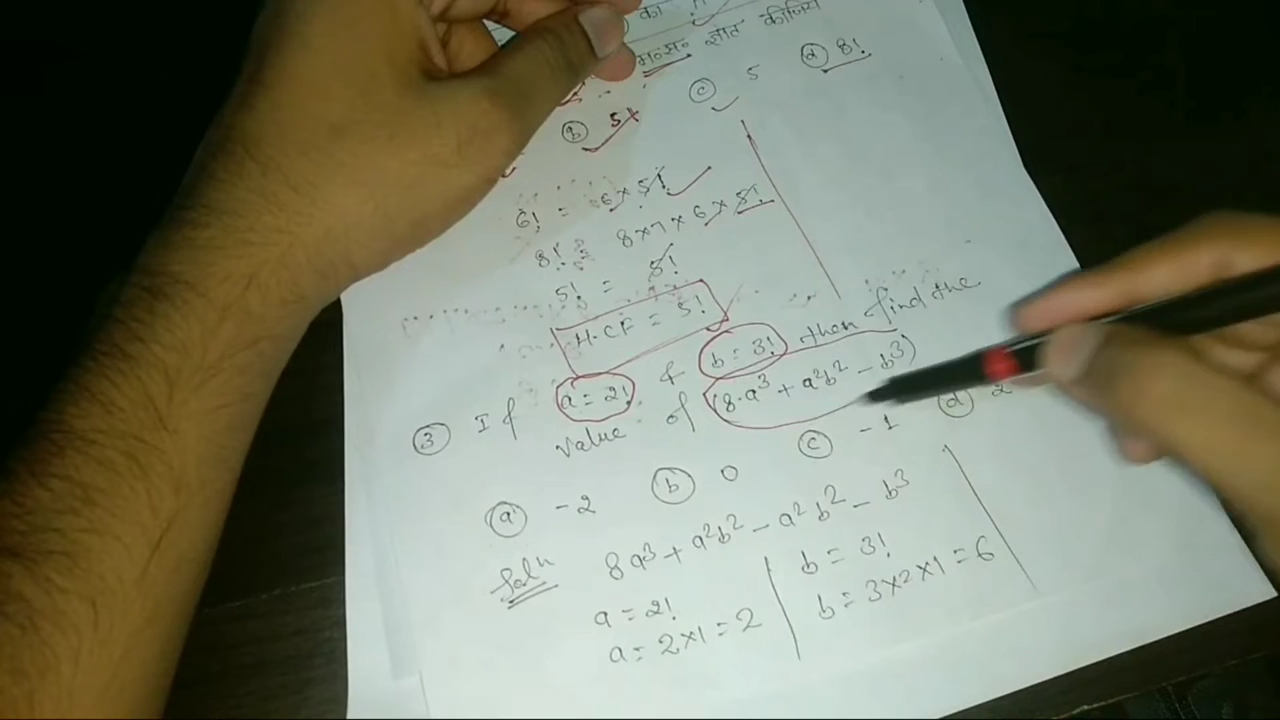 का
म०स० ज्ञात कीजिये
(b) 5 (c) 5 (d) 8!
6! = 6 × 5!
8! = 8×7×6×5!
5! = 5!
H.C.F = 5!
(3) If a = 2! & b = 3! then find the
value of (8.a³ + a²b² - b³)
(a) -2 (b) 0 (c) -1 (d) 2
Soln 8a³ + a²b² - a²b² - b³
a = 2! b = 3!
a = 2×1 = 2 b = 3×2×1 = 6